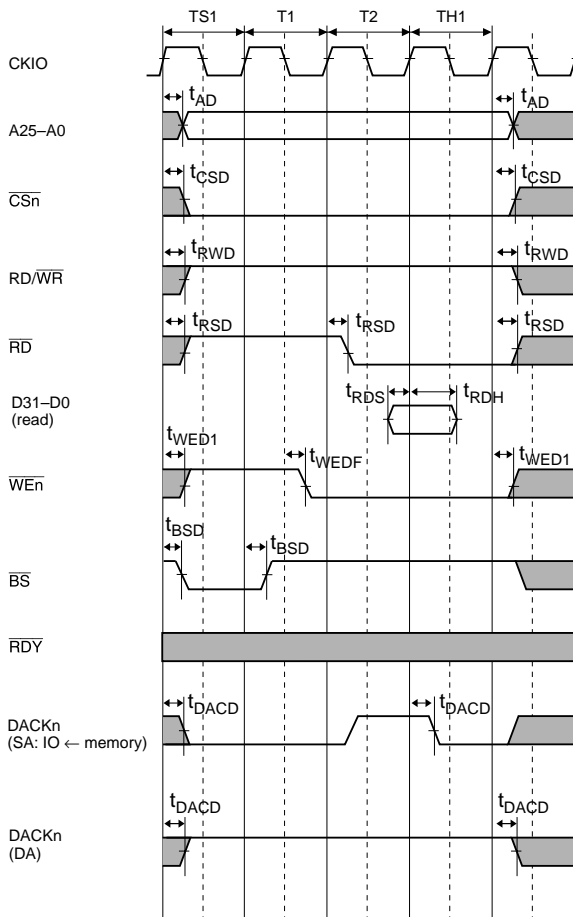 TS1 T1 T2 TH1
CKIO
tAD tAD
A25–A0
tCSD tCSD
CSn
tRWD tRWD
RD/WR
tRSD tRSD tRSD
RD
D31–D0
(read)
tRDS tRDH
tWED1 tWEDF tWED1
WEn
tBSD tBSD
BS
RDY
tDACD tDACD
DACKn
(SA: IO ← memory)
tDACD tDACD
DACKn
(DA)